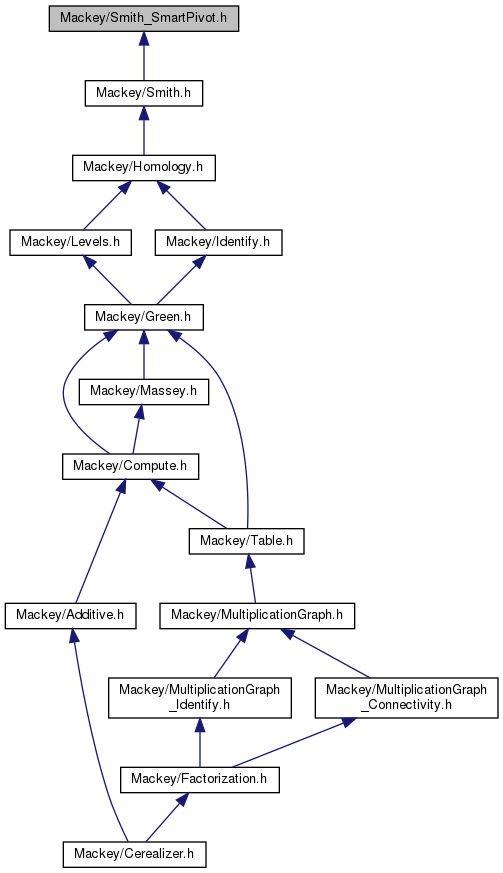 Mackey/Smith_SmartPivot.h
Mackey/Smith.h
Mackey/Homology.h
Mackey/Levels.h
Mackey/Identify.h
Mackey/Green.h
Mackey/Massey.h
Mackey/Compute.h
Mackey/Table.h
Mackey/Additive.h
Mackey/MultiplicationGraph.h
Mackey/MultiplicationGraph
_Identify.h
Mackey/MultiplicationGraph
_Connectivity.h
Mackey/Factorization.h
Mackey/Cerealizer.h